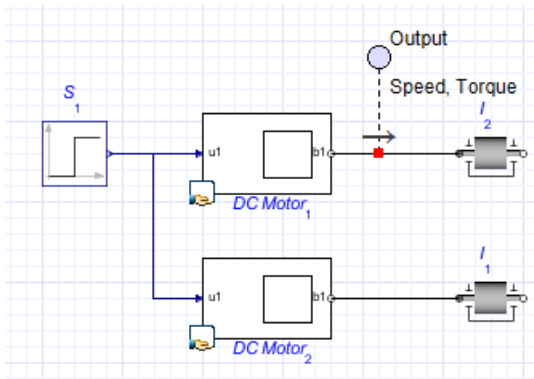 Output
S
1
Speed, Torque
I
2
u1
b1
DC Motor
1
I
1
u1
b1
DC Motor
2